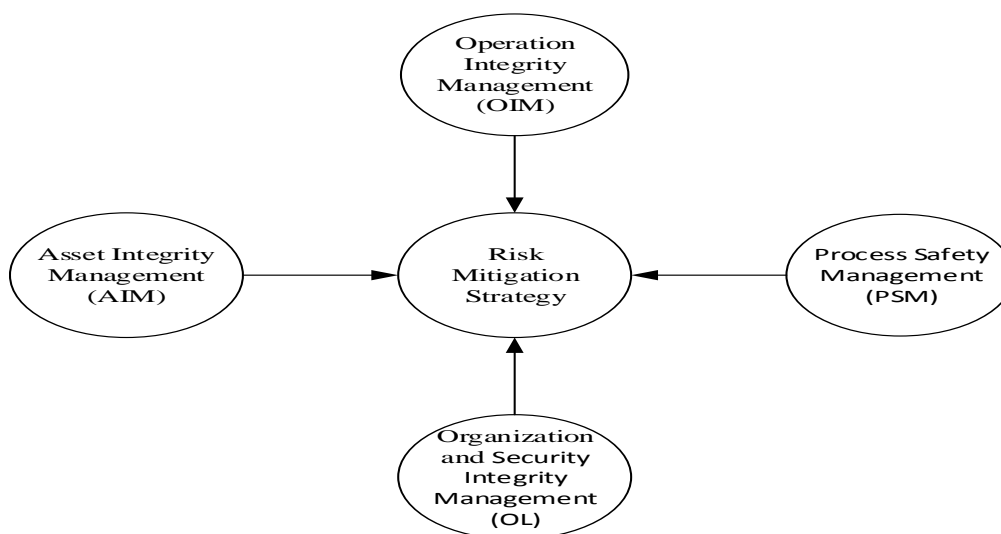 Operation
Integrity
Management
(OIM)
Asset Integrity
Management
(AIM)
Risk
Mitigation
Strategy
Process Safety
Management
(PSM)
Organization
and Security
Integrity
Management
(OL)